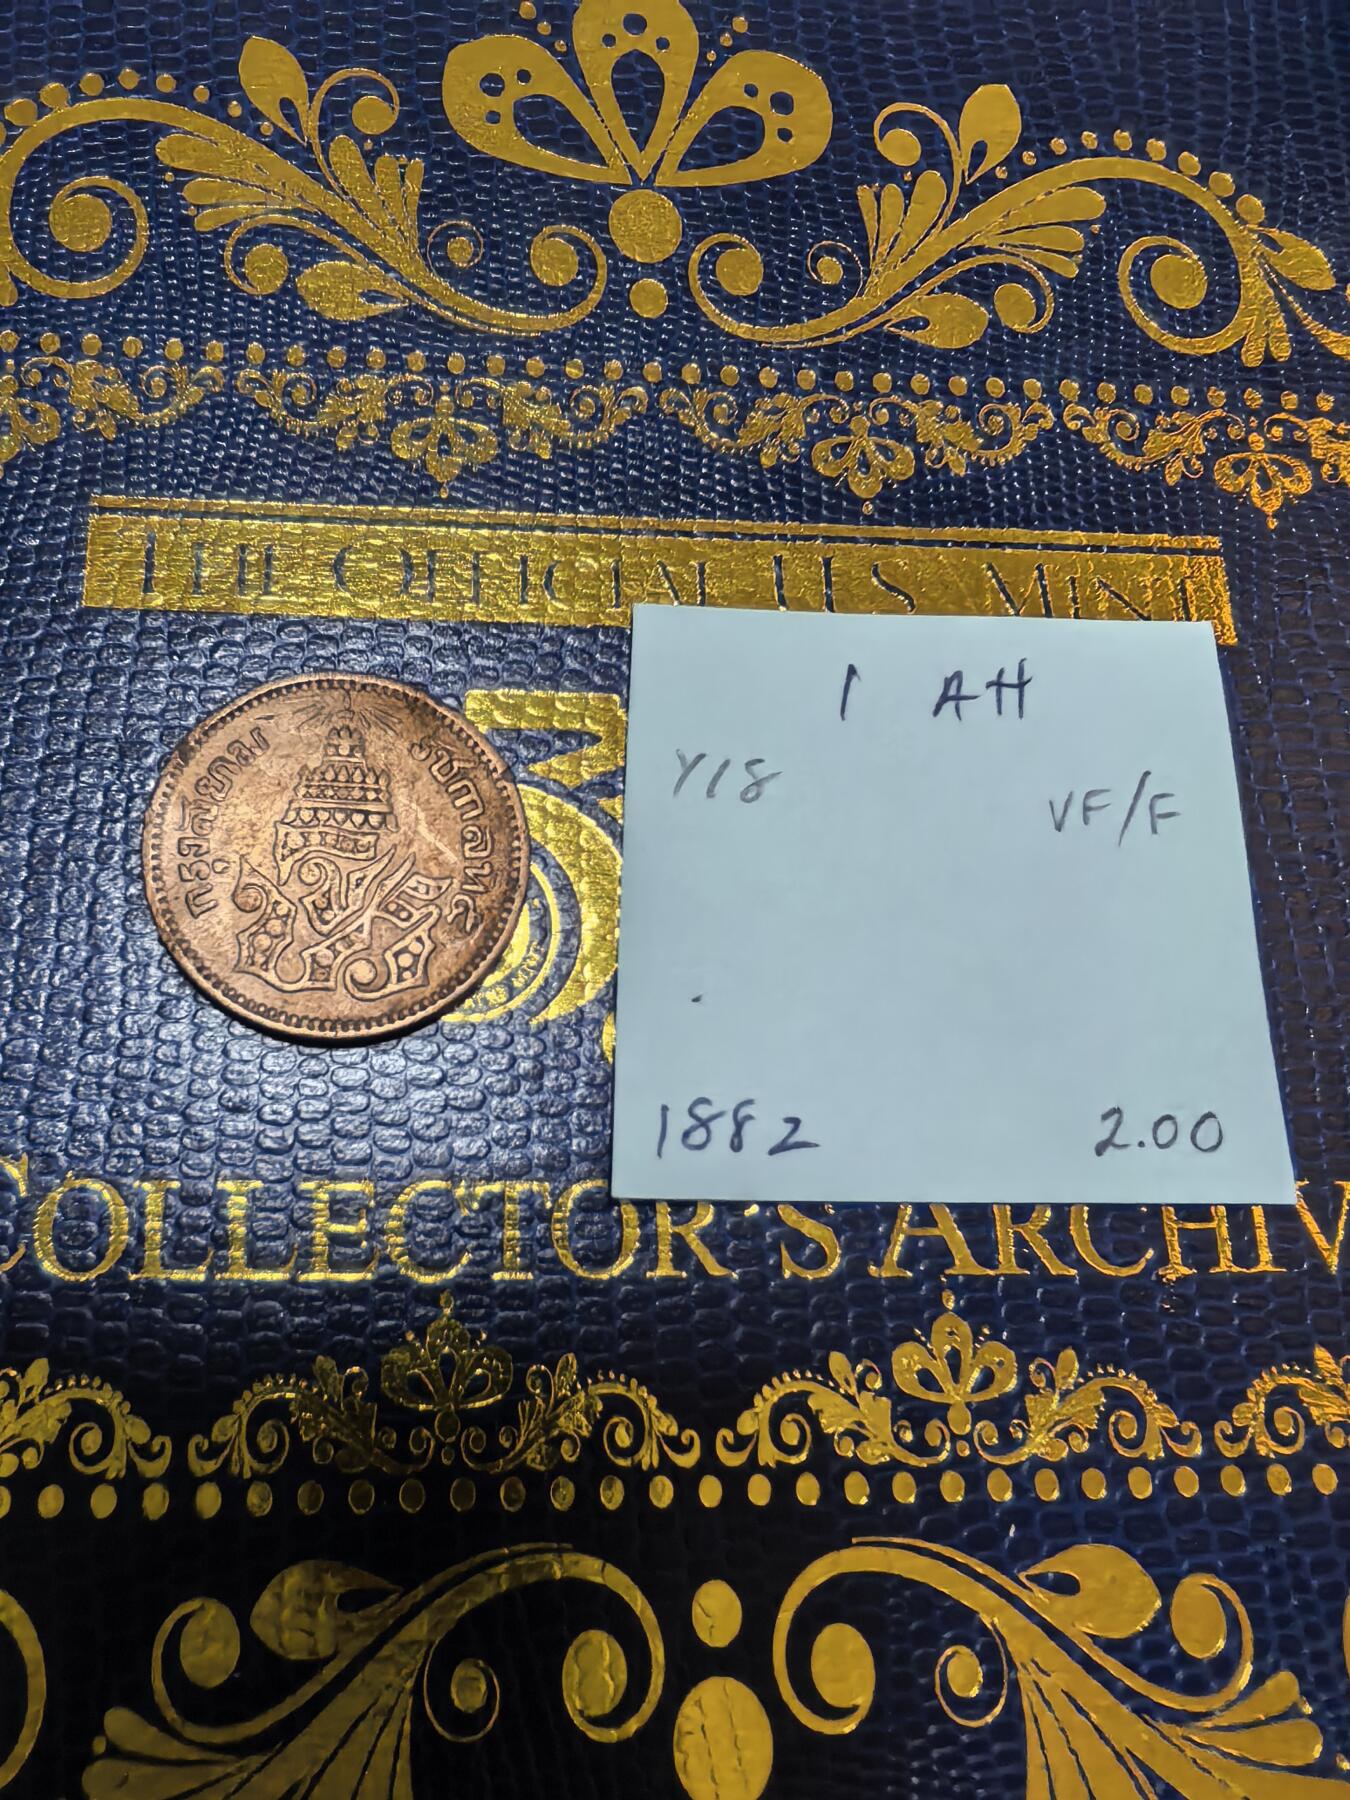 THE OFFICIAL U.S. MINT
กรุงสยาม
รัชกาลที่ ๕
1 AH
Y18
VF/F
1882 2.00
COLLECTOR'S ARCHIV